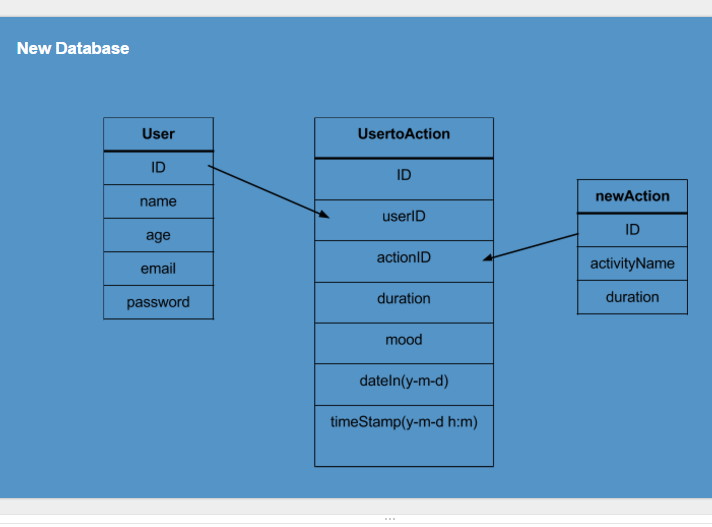 New Database
User
ID
name
age
email
password
UsertoAction
ID
userID
actionID
duration
mood
dateIn(y-m-d)
timeStamp(y-m-d h:m)
newAction
ID
activityName
duration